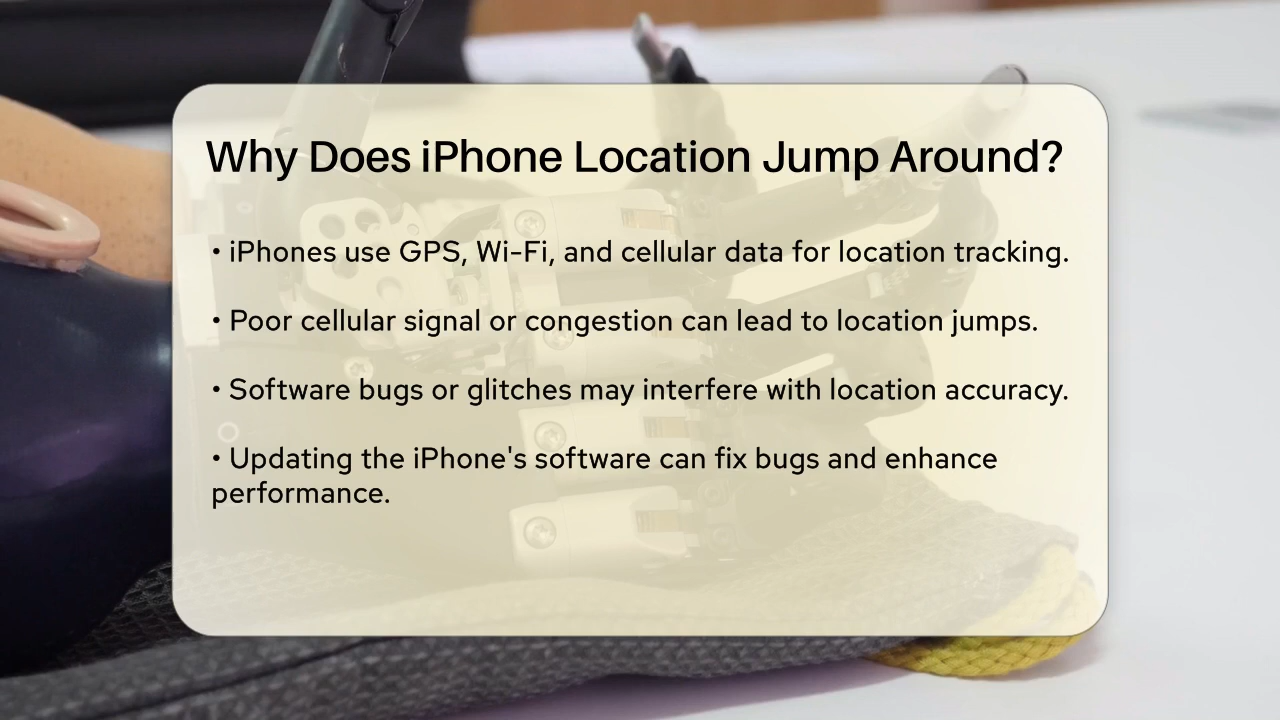 Why Does iPhone Location Jump Around?
• iPhones use GPS, Wi-Fi, and cellular data for location tracking.
• Poor cellular signal or congestion can lead to location jumps.
• Software bugs or glitches may interfere with location accuracy.
• Updating the iPhone's software can fix bugs and enhance
performance.